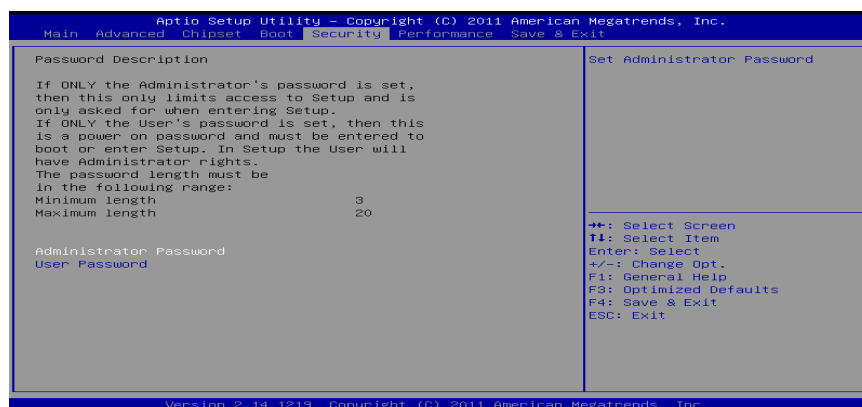 Aptio Setup Utility – Copyright (C) 2011 American Megatrends, Inc.
Main Advanced Chipset Boot Security Performance Save & Exit
Password Description
If ONLY the Administrator's password is set,
then this only limits access to Setup and is
only asked for when entering Setup.
If ONLY the User's password is set, then this
is a power on password and must be entered to
boot or enter Setup. In Setup the User will
have Administrator rights.
The password length must be
in the following range:
Minimum length 3
Maximum length 20
Administrator Password
User Password
Set Administrator Password
→←: Select Screen
↑↓: Select Item
Enter: Select
+/-: Change Opt.
F1: General Help
F3: Optimized Defaults
F4: Save & Exit
ESC: Exit
Version 2.14.1219. Copyright (C) 2011 American Megatrends, Inc.